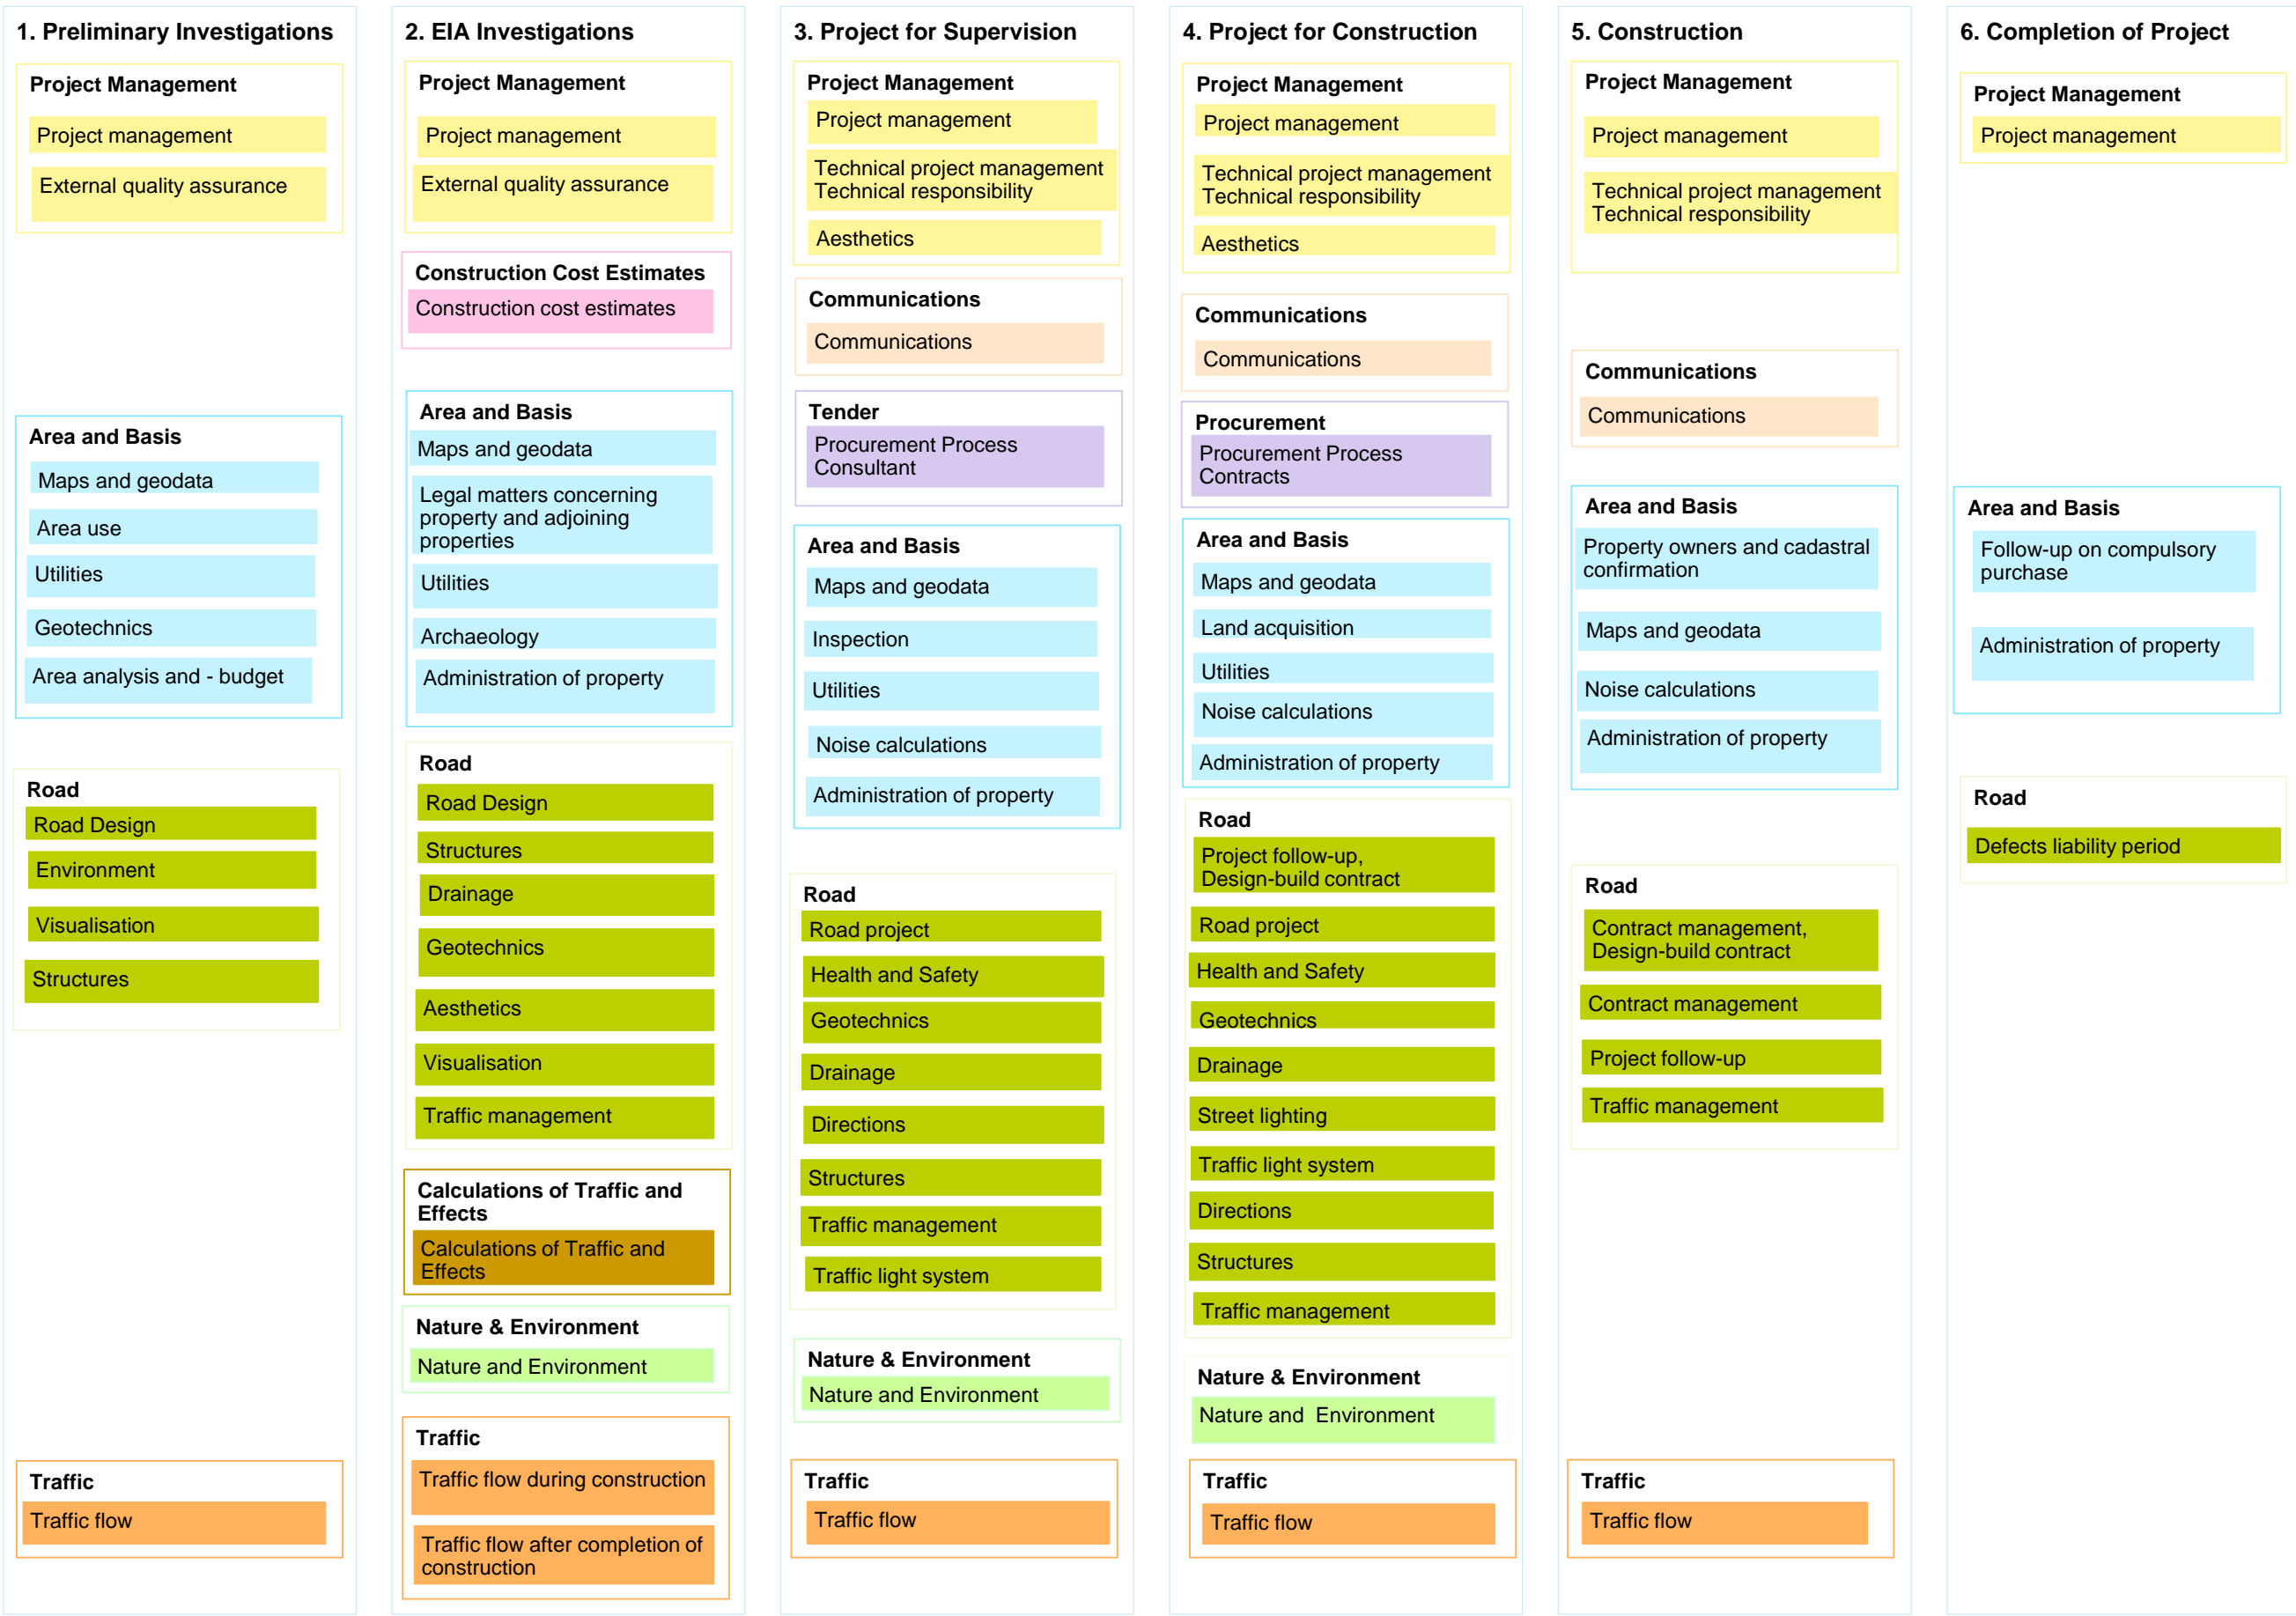 1. Preliminary Investigations
Project Management
Project management
External quality assurance
Area and Basis
Maps and geodata
Area use
Utilities
Geotechnics
Area analysis and - budget
Road
Road Design
Environment
Visualisation
Structures
Traffic
Traffic flow
2. EIA Investigations
Project Management
Project management
External quality assurance
Construction Cost Estimates
Construction cost estimates
Area and Basis
Maps and geodata
Legal matters concerning
property and adjoining
properties
Utilities
Archaeology
Administration of property
Road
Road Design
Structures
Drainage
Geotechnics
Aesthetics
Visualisation
Traffic management
Calculations of Traffic and
Effects
Calculations of Traffic and
Effects
Nature & Environment
Nature and Environment
Traffic
Traffic flow during construction
Traffic flow after completion of
construction
3. Project for Supervision
Project Management
Project management
Technical project management
Technical responsibility
Aesthetics
Communications
Communications
Tender
Procurement Process
Consultant
Area and Basis
Maps and geodata
Inspection
Utilities
Noise calculations
Administration of property
Road
Road project
Health and Safety
Geotechnics
Drainage
Directions
Structures
Traffic management
Traffic light system
Nature & Environment
Nature and Environment
Traffic
Traffic flow
4. Project for Construction
Project Management
Project management
Technical project management
Technical responsibility
Aesthetics
Communications
Communications
Procurement
Procurement Process
Contracts
Area and Basis
Maps and geodata
Land acquisition
Utilities
Noise calculations
Administration of property
Road
Project follow-up,
Design-build contract
Road project
Health and Safety
Geotechnics
Drainage
Street lighting
Traffic light system
Directions
Structures
Traffic management
Nature & Environment
Nature and  Environment
Traffic
Traffic flow
5. Construction
Project Management
Project management
Technical project management
Technical responsibility
Communications
Communications
Area and Basis
Property owners and cadastral
confirmation
Maps and geodata
Noise calculations
Administration of property
Road
Contract management,
Design-build contract
Contract management
Project follow-up
Traffic management
Traffic
Traffic flow
6. Completion of Project
Project Management
Project management
Area and Basis
Follow-up on compulsory
purchase
Administration of property
Road
Defects liability period